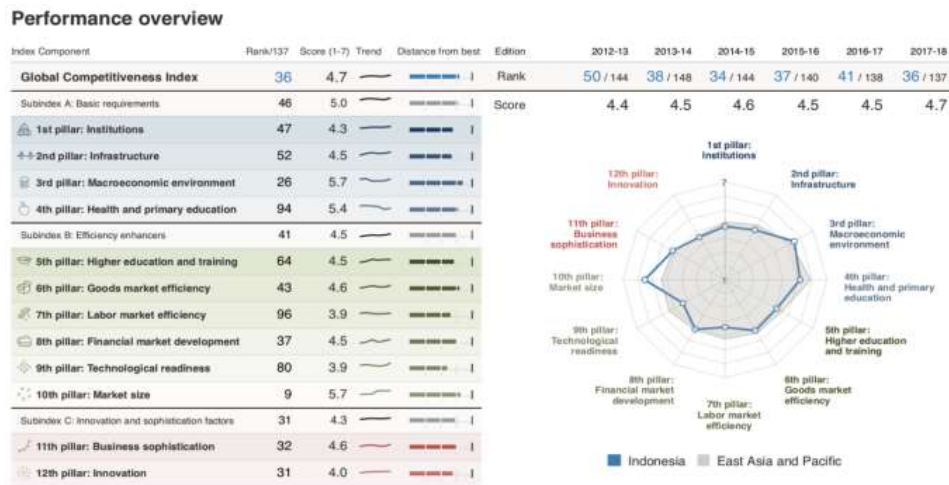 Performance overview
Index Component Rank/137 Score (1-7) Trend Distance from best
Global Competitiveness Index 36 4.7
Subindex A: Basic requirements 46 5.0
1st pillar: Institutions 47 4.3
2nd pillar: Infrastructure 52 4.5
3rd pillar: Macroeconomic environment 26 5.7
4th pillar: Health and primary education 94 5.4
Subindex B: Efficiency enhancers 41 4.5
5th pillar: Higher education and training 64 4.5
6th pillar: Goods market efficiency 43 4.6
7th pillar: Labor market efficiency 96 3.9
8th pillar: Financial market development 37 4.5
9th pillar: Technological readiness 80 3.9
10th pillar: Market size 9 5.7
Subindex C: Innovation and sophistication factors 31 4.3
11th pillar: Business sophistication 32 4.6
12th pillar: Innovation 31 4.0
Edition 2012-13 2013-14 2014-15 2015-16 2016-17 2017-18
Rank 50 / 144 38 / 148 34 / 144 37 / 140 41 / 138 36 / 137
Score 4.4 4.5 4.6 4.5 4.5 4.7
1st pillar:
Institutions
2nd pillar:
Infrastructure
3rd pillar:
Macroeconomic
environment
4th pillar:
Health and primary
education
5th pillar:
Higher education
and training
6th pillar:
Goods market
efficiency
7th pillar:
Labor market
efficiency
8th pillar:
Financial market
development
9th pillar:
Technological
readiness
10th pillar:
Market size
11th pillar:
Business
sophistication
12th pillar:
Innovation
7
1
Indonesia East Asia and Pacific